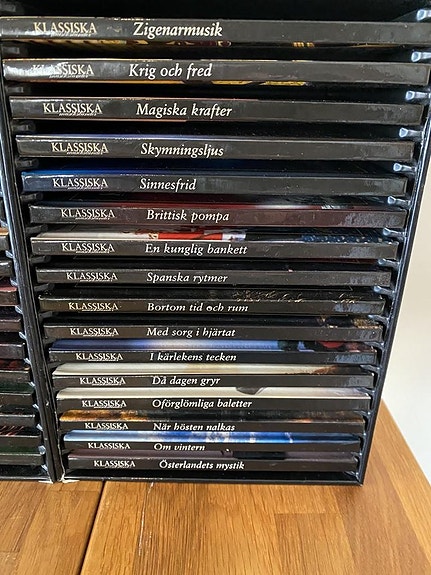 KLASSISKA Zigenarmusik
KLASSISKA Krig och fred
KLASSISKA Magiska krafter
KLASSISKA Skymningsljus
KLASSISKA Sinnesfrid
KLASSISKA Brittisk pompa
KLASSISKA En kunglig bankett
KLASSISKA Spanska rytmer
KLASSISKA Bortom tid och rum
KLASSISKA Med sorg i hjärtat
KLASSISKA I kärlekens tecken
KLASSISKA Då dagen gryr
KLASSISKA Oförglömliga baletter
KLASSISKA När hösten nalkas
KLASSISKA Om vintern
KLASSISKA Österlandets mystik